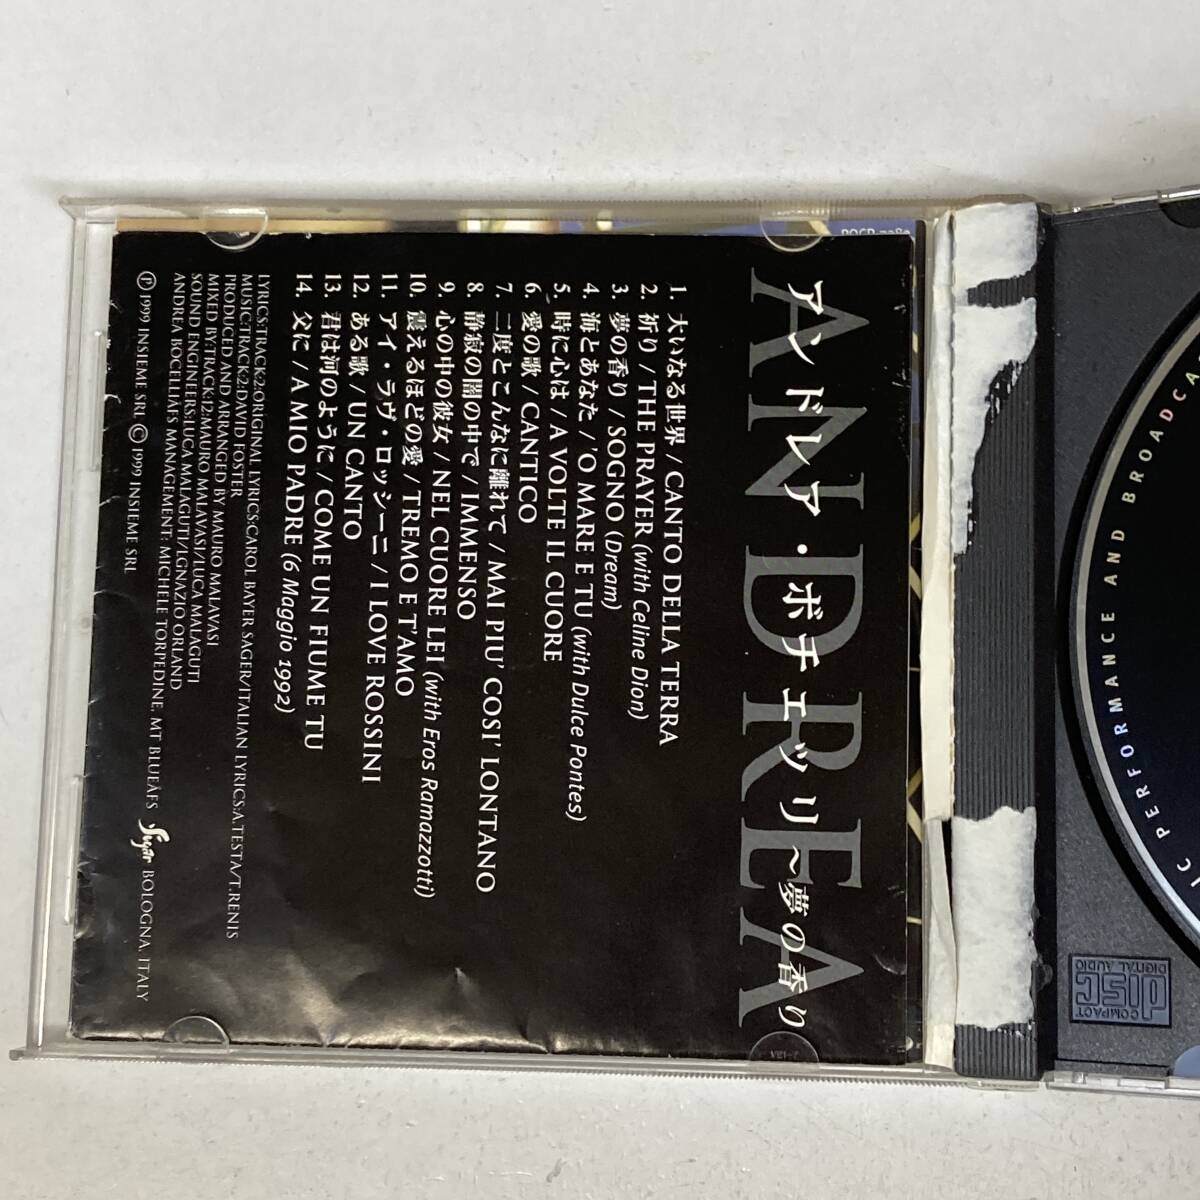 ANDREA
アンドレア・ボチェッリ〜夢の香り
1. 大いなる世界 / CANTO DELLA TERRA
2. 祈り / THE PRAYER (with Celine Dion)
3. 夢の香り / SOGNO (Dream)
4. 海とあなた / 'O MARE E TU (with Dulce Pontes)
5. 時に心は / A VOLTE IL CUORE
6. 愛の歌 / CANTICO
7. 二度とこんなに離れて / MAI PIU' COSI' LONTANO
8. 静寂の闇の中で / IMMENSO
9. 心の中の彼女 / NEL CUORE LEI (with Eros Ramazzotti)
10. 震えるほどの愛 / TREMO E T'AMO
11. アイ・ラヴ・ロッシーニ / I LOVE ROSSINI
12. ある歌 / UN CANTO
13. 君は河のように / COME UN FIUME TU
14. 父に / A MIO PADRE (6 Maggio 1992)
LYRICS:TRACK2:ORIGINAL LYRICS:CAROL BAYER SAGER/ITALIAN LYRICS:A.TESTA/T.RENIS
MUSIC:TRACK2:DAVID FOSTER
PRODUCED AND ARRANGED BY MAURO MALAVASI
MIXED BY:TRACK12:MAURO MALAVASI/LUCA MALAGUTI
SOUND ENGINEERS:LUCA MALAGUTI/IGNAZIO ORLAND
ANDREA BOCELLIAFS MANAGEMENT: MICHELE TORPEDINE, MT BLUEÅFS Sugar BOLOGNA. ITALY
Ⓟ 1999 INSIEME SRL Ⓒ 1999 INSIEME SRL
IC PERFORMANCE AND BROADCA
COMPACT
disc
DIGITAL AUDIO